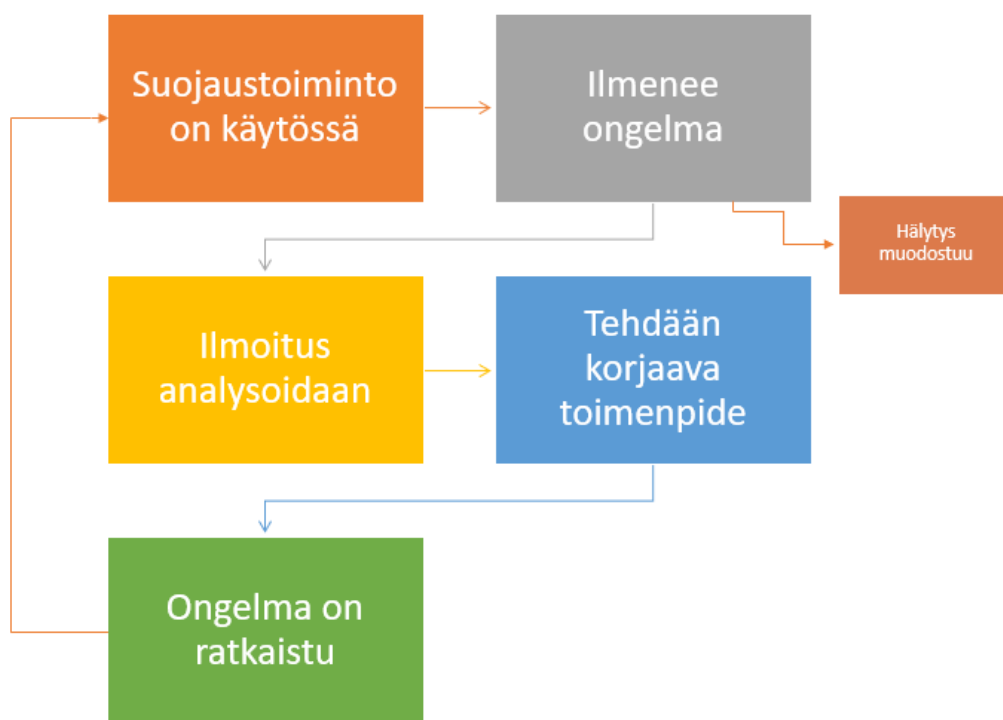 Suojaustoiminto
on käytössä
Ilmenee
ongelma
Hälytys
muodostuu
Ilmoitus
analysoidaan
Tehdään
korjaava
toimenpide
Ongelma on
ratkaistu